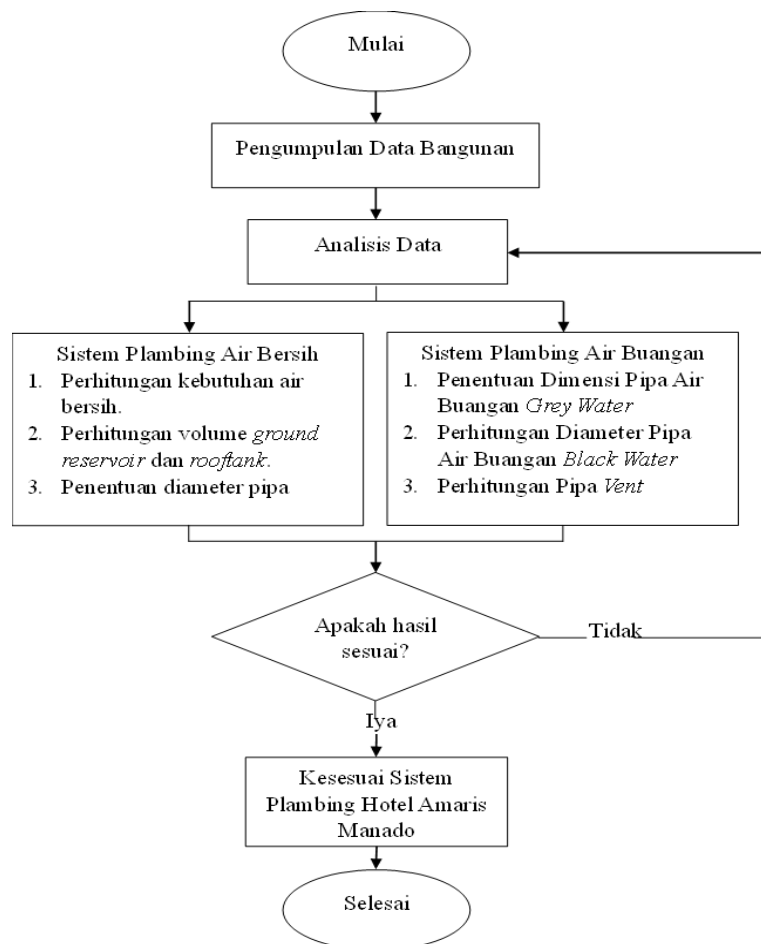 Mulai
Pengumpulan Data Bangunan
Analisis Data
Sistem Plambing Air Bersih
1. Perhitungan kebutuhan air
bersih.
2. Perhitungan volume ground
reservoir dan rooftank.
3. Penentuan diameter pipa
Sistem Plambing Air Buangan
1. Penentuan Dimensi Pipa Air
Buangan Grey Water
2. Perhitungan Diameter Pipa
Air Buangan Black Water
3. Perhitungan Pipa Vent
Apakah hasil
sesuai?
Tidak
Iya
Kesesuai Sistem
Plambing Hotel Amaris
Manado
Selesai